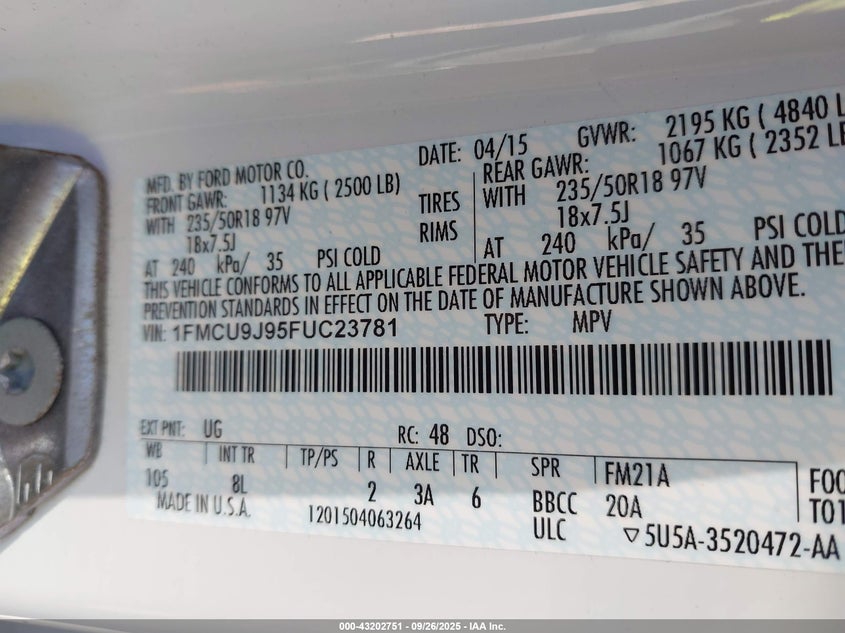 MFD. BY FORD MOTOR CO. DATE: 04/15 GVWR: 2195 KG ( 4840 L
FRONT GAWR: 1134 KG ( 2500 LB) REAR GAWR: 1067 KG ( 2352 LB
WITH 235/50R18 97V TIRES WITH 235/50R18 97V
18x7.5J RIMS 18x7.5J
AT 240 kPa/ 35 PSI COLD AT 240 kPa/ 35 PSI COLD
THIS VEHICLE CONFORMS TO ALL APPLICABLE FEDERAL MOTOR VEHICLE SAFETY AND THE
PREVENTION STANDARDS IN EFFECT ON THE DATE OF MANUFACTURE SHOWN ABOVE.
VIN: 1FMCU9J95FUC23781 TYPE: MPV
EXT PNT: UG RC: 48 DSO:
WB INT TR TP/PS R AXLE TR SPR FM21A FOO
105 8L 2 3A 6 BBCC 20A T01
MADE IN U.S.A. 1201504063264 ULC ▽5U5A-3520472-AA
000-43202751 - 09/26/2025 - IAA Inc.